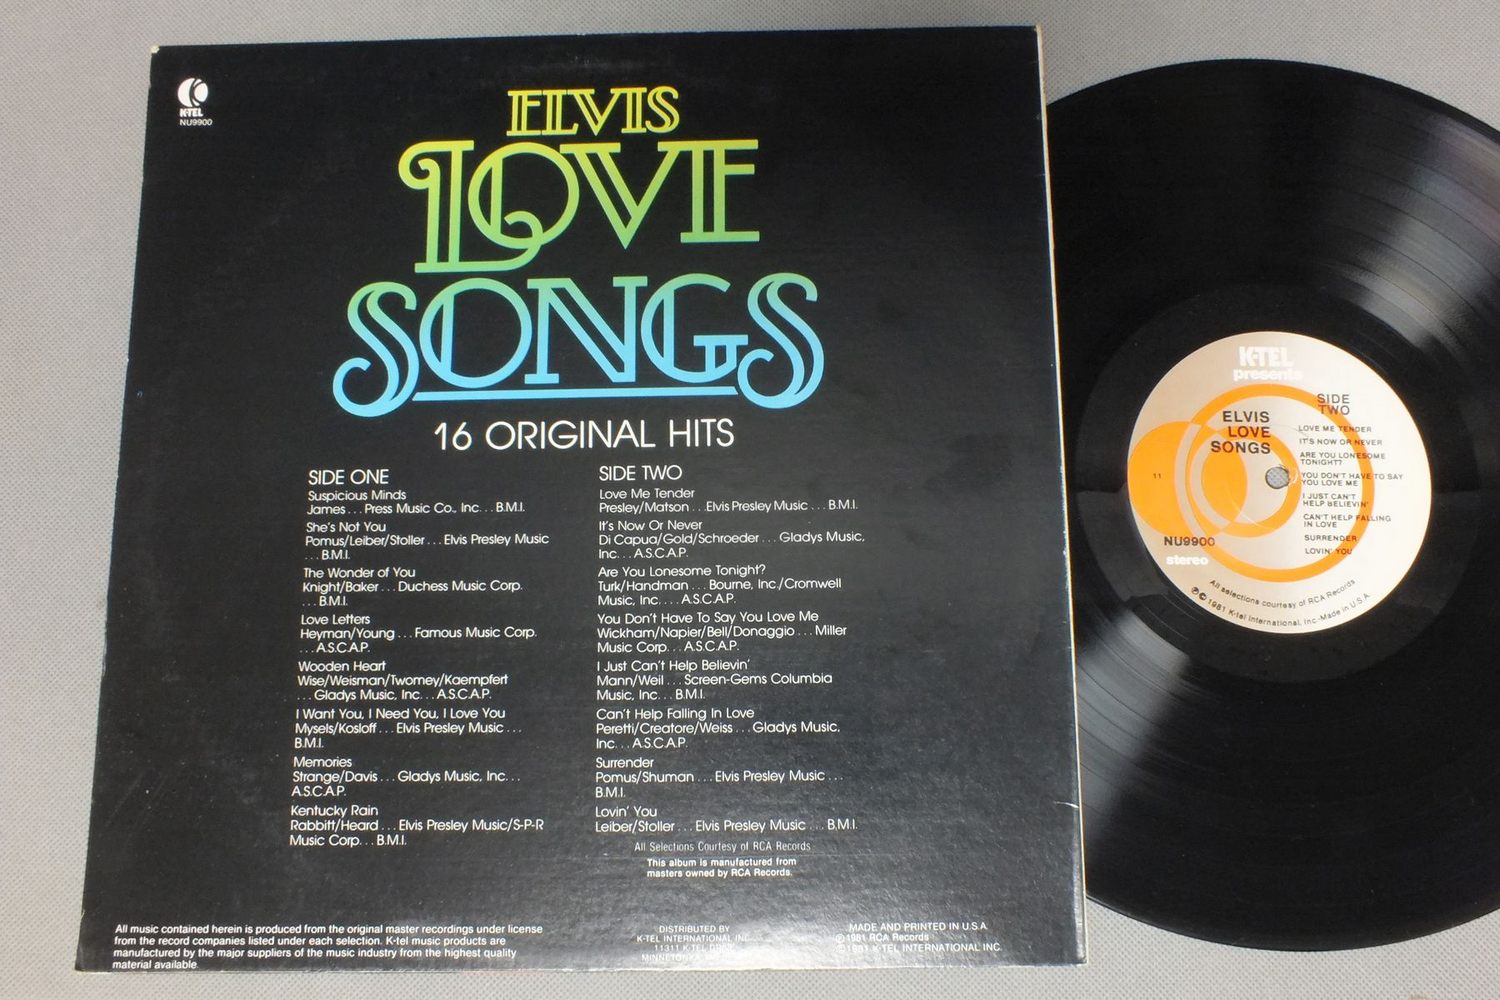 K-TEL
NU9900
ELVIS
LOVE
SONGS
16 ORIGINAL HITS
SIDE ONE
Suspicious Minds
James . . . Press Music Co., Inc. . . B.M.I.
She's Not You
Pomus/Leiber/Stoller . . . Elvis Presley Music
. . . B.M.I.
The Wonder of You
Knight/Baker . . . Duchess Music Corp.
. . . B.M.I.
Love Letters
Heyman/Young . . . Famous Music Corp.
. . . A.S.C.A.P.
Wooden Heart
Wise/Weisman/Twomey/Kaempfert
. . . Gladys Music, Inc. . . A.S.C.A.P.
I Want You, I Need You, I Love You
Mysels/Kosloff . . . Elvis Presley Music . . .
B.M.I.
Memories
Strange/Davis . . . Gladys Music, Inc. . .
A.S.C.A.P.
Kentucky Rain
Rabbitt/Heard . . . Elvis Presley Music/S-P-R
Music Corp. . . B.M.I.
SIDE TWO
Love Me Tender
Presley/Matson . . . Elvis Presley Music . . . B.M.I.
It's Now Or Never
Di Capua/Gold/Schroeder . . . Gladys Music,
Inc. . . A.S.C.A.P.
Are You Lonesome Tonight?
Turk/Handman . . . Bourne, Inc./Cromwell
Music, Inc. . . . A.S.C.A.P.
You Don't Have To Say You Love Me
Wickham/Napier/Bell/Donaggio . . . Miller
Music Corp. . . A.S.C.A.P.
I Just Can't Help Believin'
Mann/Weil . . . Screen-Gems Columbia
Music, Inc. . . B.M.I.
Can't Help Falling In Love
Peretti/Creatore/Weiss . . . Gladys Music,
Inc. . . A.S.C.A.P.
Surrender
Pomus/Shuman . . . Elvis Presley Music . . .
B.M.I.
Lovin' You
Leiber/Stoller . . . Elvis Presley Music . . . B.M.I.
All Selections Courtesy of RCA Records
This album is manufactured from
masters owned by RCA Records.
All music contained herein is produced from the original master recordings under license
from the record companies listed under each selection. K-tel music products are
manufactured by the major suppliers of the music industry from the highest quality
material available.
DISTRIBUTED BY
K-TEL INTERNATIONAL INC.
11311 K-TEL DRIVE
MINNETONKA,
MADE AND PRINTED IN U.S.A.
℗1981 RCA Records
©1981 K-TEL INTERNATIONAL INC.
K-TEL
presents
ELVIS
LOVE
SONGS
SIDE
TWO
LOVE ME TENDER
IT'S NOW OR NEVER
ARE YOU LONESOME
TONIGHT?
YOU DON'T HAVE TO SAY
YOU LOVE ME
I JUST CAN'T
HELP BELIEVIN'
CAN'T HELP FALLING
IN LOVE
SURRENDER
LOVIN' YOU
11
NU9900
stereo
All selections courtesy of RCA Records
℗© 1981 K-tel International, Inc.-Made in U.S.A.